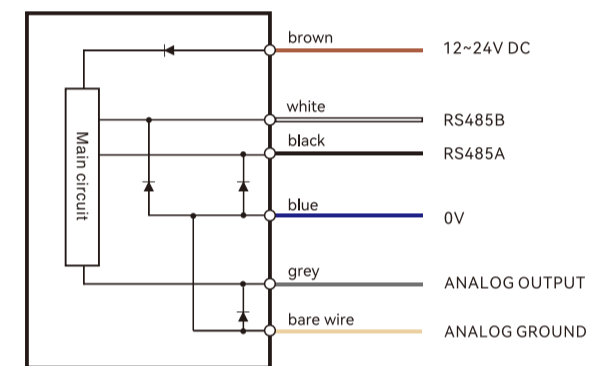 brown
12~24V DC
white
RS485B
black
RS485A
Main circuit
blue
0V
grey
ANALOG OUTPUT
bare wire
ANALOG GROUND